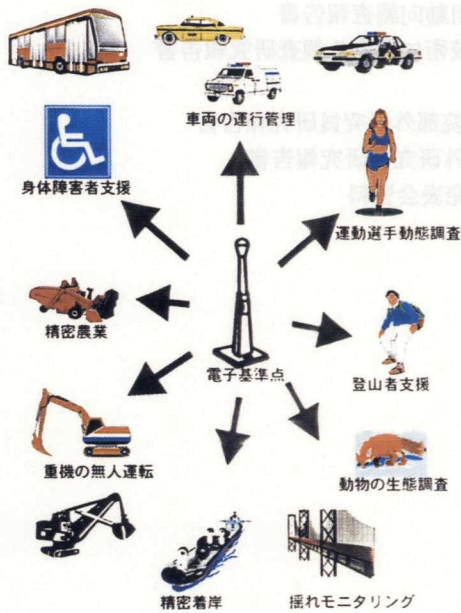 車両の運行管理
身体障害者支援
運動選手動態調査
精密農業
電子基準点
登山者支援
重機の無人運転
動物の生態調査
精密着岸
揺れモニタリング